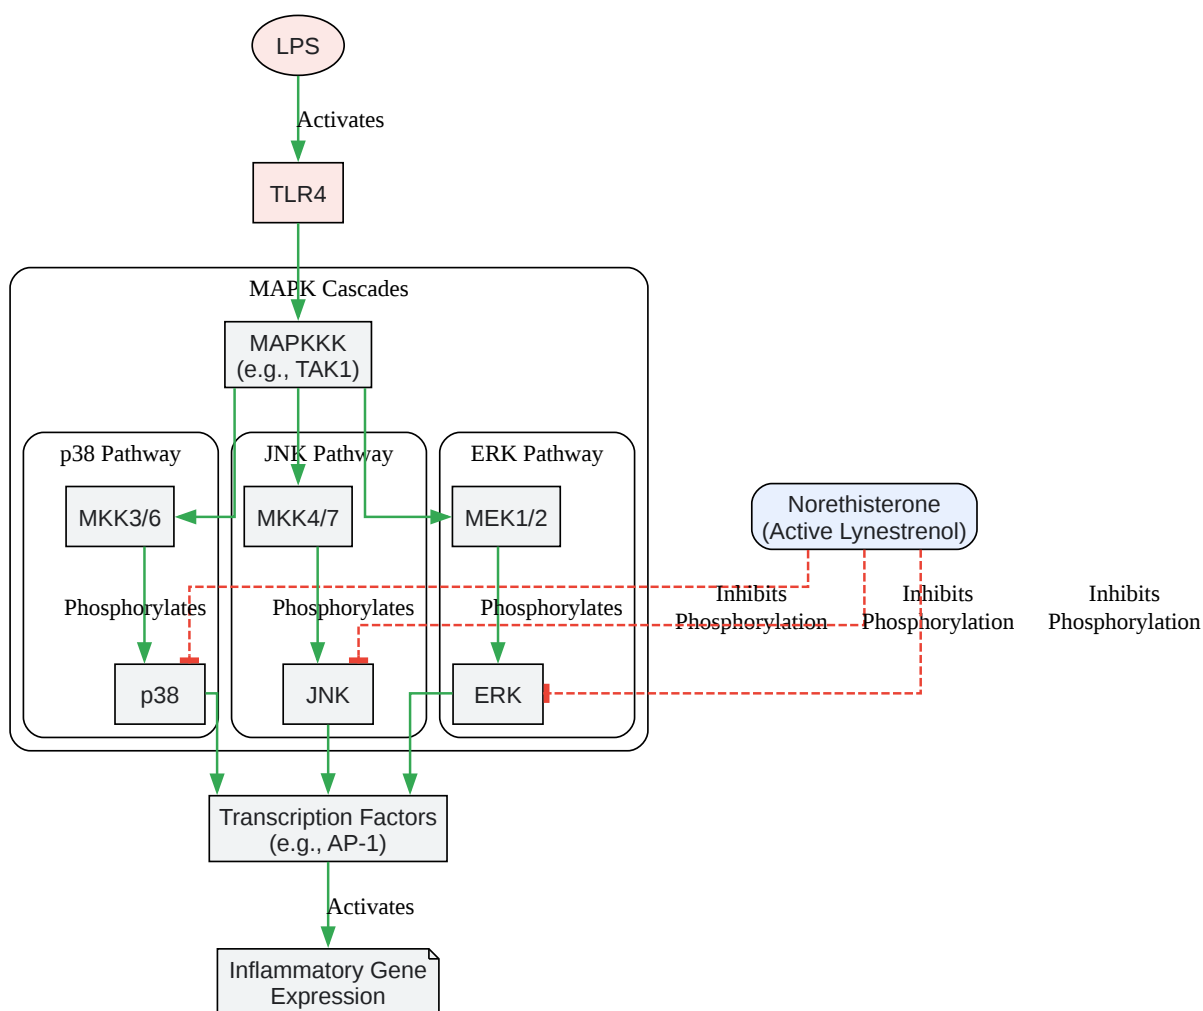 LPS
Activates
TLR4
MAPK Cascades
MAPKKK
(e.g., TAK1)
p38 Pathway
JNK Pathway
ERK Pathway
MKK3/6
MKK4/7
MEK1/2
Norethisterone
(Active Lynestrenol)
Phosphorylates
Phosphorylates
Phosphorylates
Inhibits
Phosphorylation
Inhibits
Phosphorylation
Inhibits
Phosphorylation
p38
JNK
ERK
Transcription Factors
(e.g., AP-1)
Activates
Inflammatory Gene
Expression